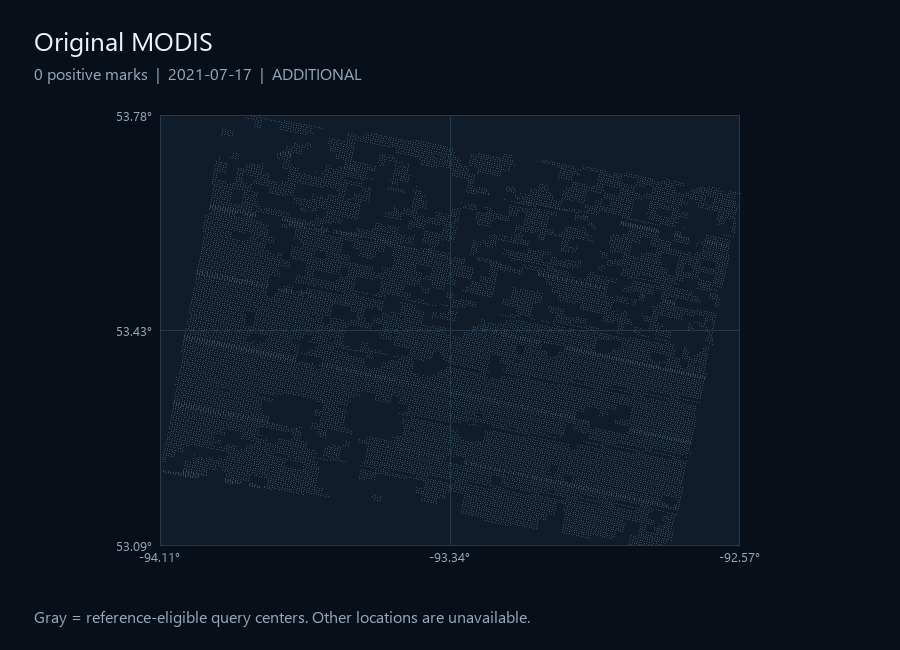 Original MODIS
0 positive marks | 2021-07-17 | ADDITIONAL
53.78°
53.43°
53.09°
-94.11°
-93.34°
-92.57°
Gray = reference-eligible query centers. Other locations are unavailable.